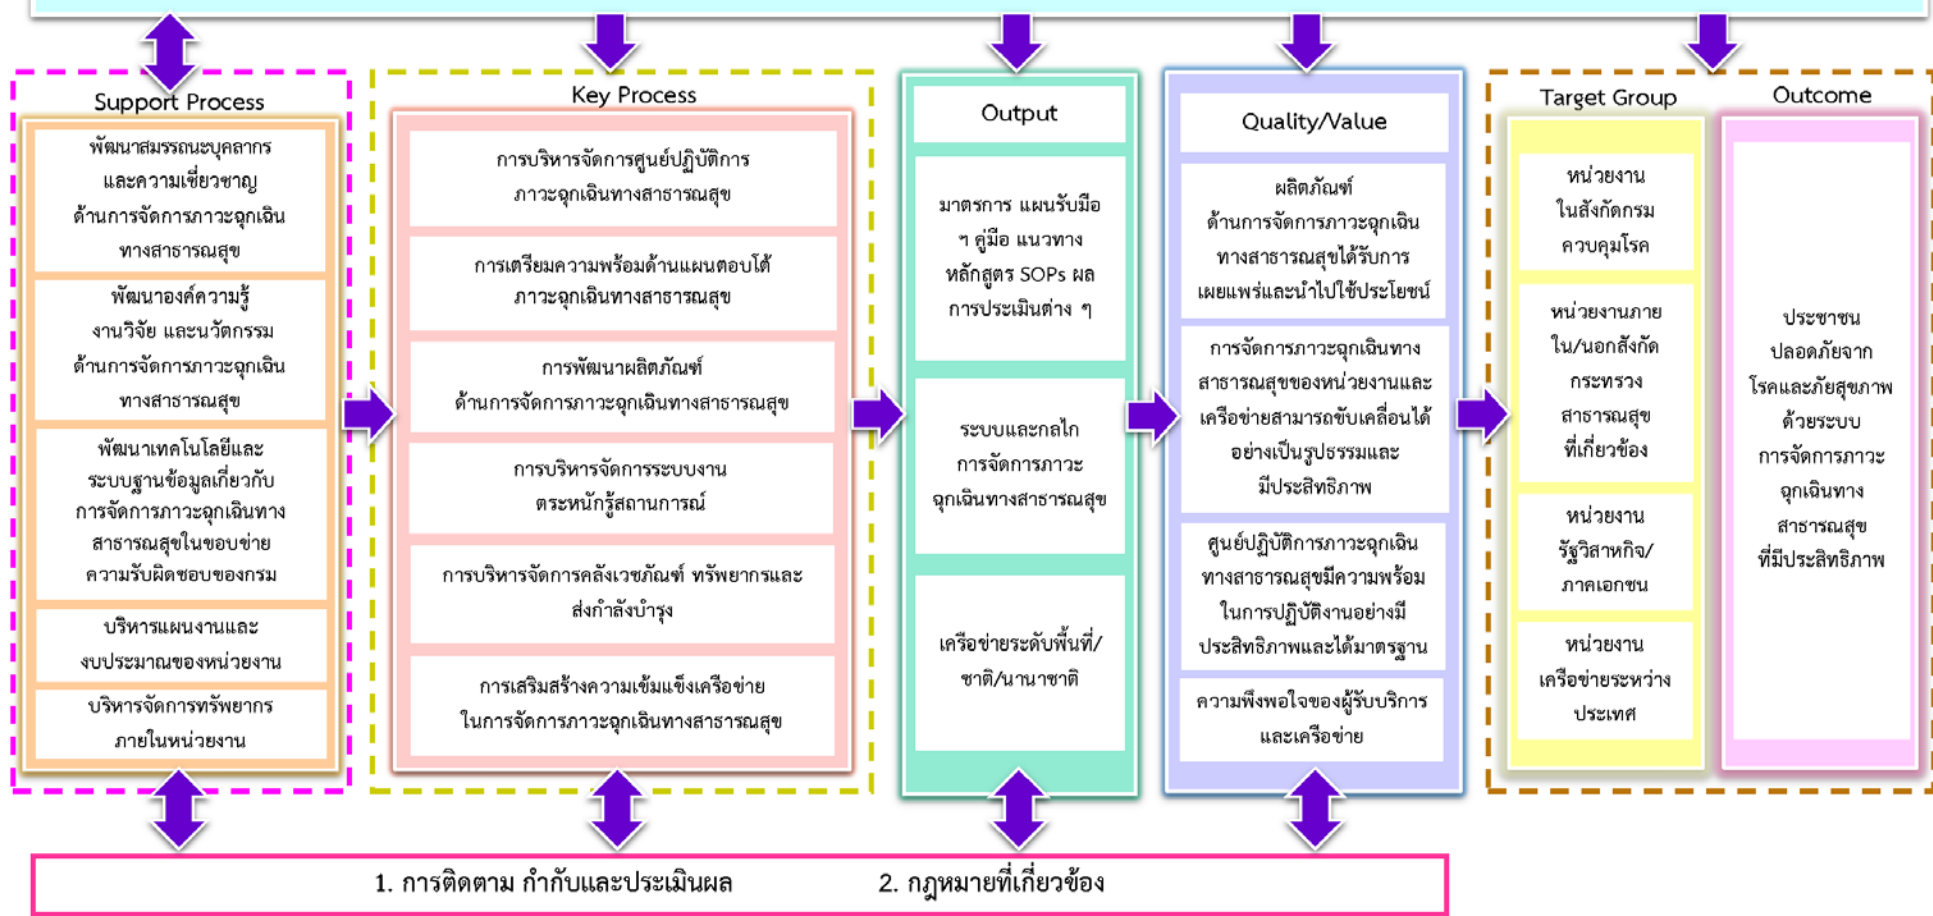 Support Process
พัฒนาสมรรถนะบุคลากร
และความเชี่ยวชาญ
ด้านการจัดการภาวะฉุกเฉิน
ทางสาธารณสุข
พัฒนาองค์ความรู้
งานวิจัย และนวัตกรรม
ด้านการจัดการภาวะฉุกเฉิน
ทางสาธารณสุข
พัฒนาเทคโนโลยีและ
ระบบฐานข้อมูลเกี่ยวกับ
การจัดการภาวะฉุกเฉินทาง
สาธารณสุขในขอบข่าย
ความรับผิดชอบของกรม
บริหารแผนงานและ
งบประมาณของหน่วยงาน
บริหารจัดการทรัพยากร
ภายในหน่วยงาน
Key Process
การบริหารจัดการศูนย์ปฏิบัติการ
ภาวะฉุกเฉินทางสาธารณสุข
การเตรียมความพร้อมด้านแผนตอบโต้
ภาวะฉุกเฉินทางสาธารณสุข
การพัฒนาผลิตภัณฑ์
ด้านการจัดการภาวะฉุกเฉินทางสาธารณสุข
การบริหารจัดการระบบงาน
ตระหนักรู้สถานการณ์
การบริหารจัดการคลังเวชภัณฑ์ ทรัพยากรและ
ส่งกำลังบำรุง
การเสริมสร้างความเข้มแข็งเครือข่าย
ในการจัดการภาวะฉุกเฉินทางสาธารณสุข
Output
มาตรการ แผนรับมือ
ๆ คู่มือ แนวทาง
หลักสูตร SOPs ผล
การประเมินต่าง ๆ
ระบบและกลไก
การจัดการภาวะ
ฉุกเฉินทางสาธารณสุข
เครือข่ายระดับพื้นที่/
ชาติ/นานาชาติ
Quality/Value
ผลิตภัณฑ์
ด้านการจัดการภาวะฉุกเฉิน
ทางสาธารณสุขได้รับการ
เผยแพร่และนำไปใช้ประโยชน์
การจัดการภาวะฉุกเฉินทาง
สาธารณสุขของหน่วยงานและ
เครือข่ายสามารถขับเคลื่อนได้
อย่างเป็นรูปธรรมและ
มีประสิทธิภาพ
ศูนย์ปฏิบัติการภาวะฉุกเฉิน
ทางสาธารณสุขมีความพร้อม
ในการปฏิบัติงานอย่างมี
ประสิทธิภาพและได้มาตรฐาน
ความพึงพอใจของผู้รับบริการ
และเครือข่าย
Target Group
หน่วยงาน
ในสังกัดกรม
ควบคุมโรค
หน่วยงานภาย
ใน/นอกสังกัด
กระทรวง
สาธารณสุข
ที่เกี่ยวข้อง
หน่วยงาน
รัฐวิสาหกิจ/
ภาคเอกชน
หน่วยงาน
เครือข่ายระหว่าง
ประเทศ
Outcome
ประชาชน
ปลอดภัยจาก
โรคและภัยสุขภาพ
ด้วยระบบ
การจัดการภาวะ
ฉุกเฉินทาง
สาธารณสุข
ที่มีประสิทธิภาพ
1. การติดตาม กำกับและประเมินผล 2. กฎหมายที่เกี่ยวข้อง